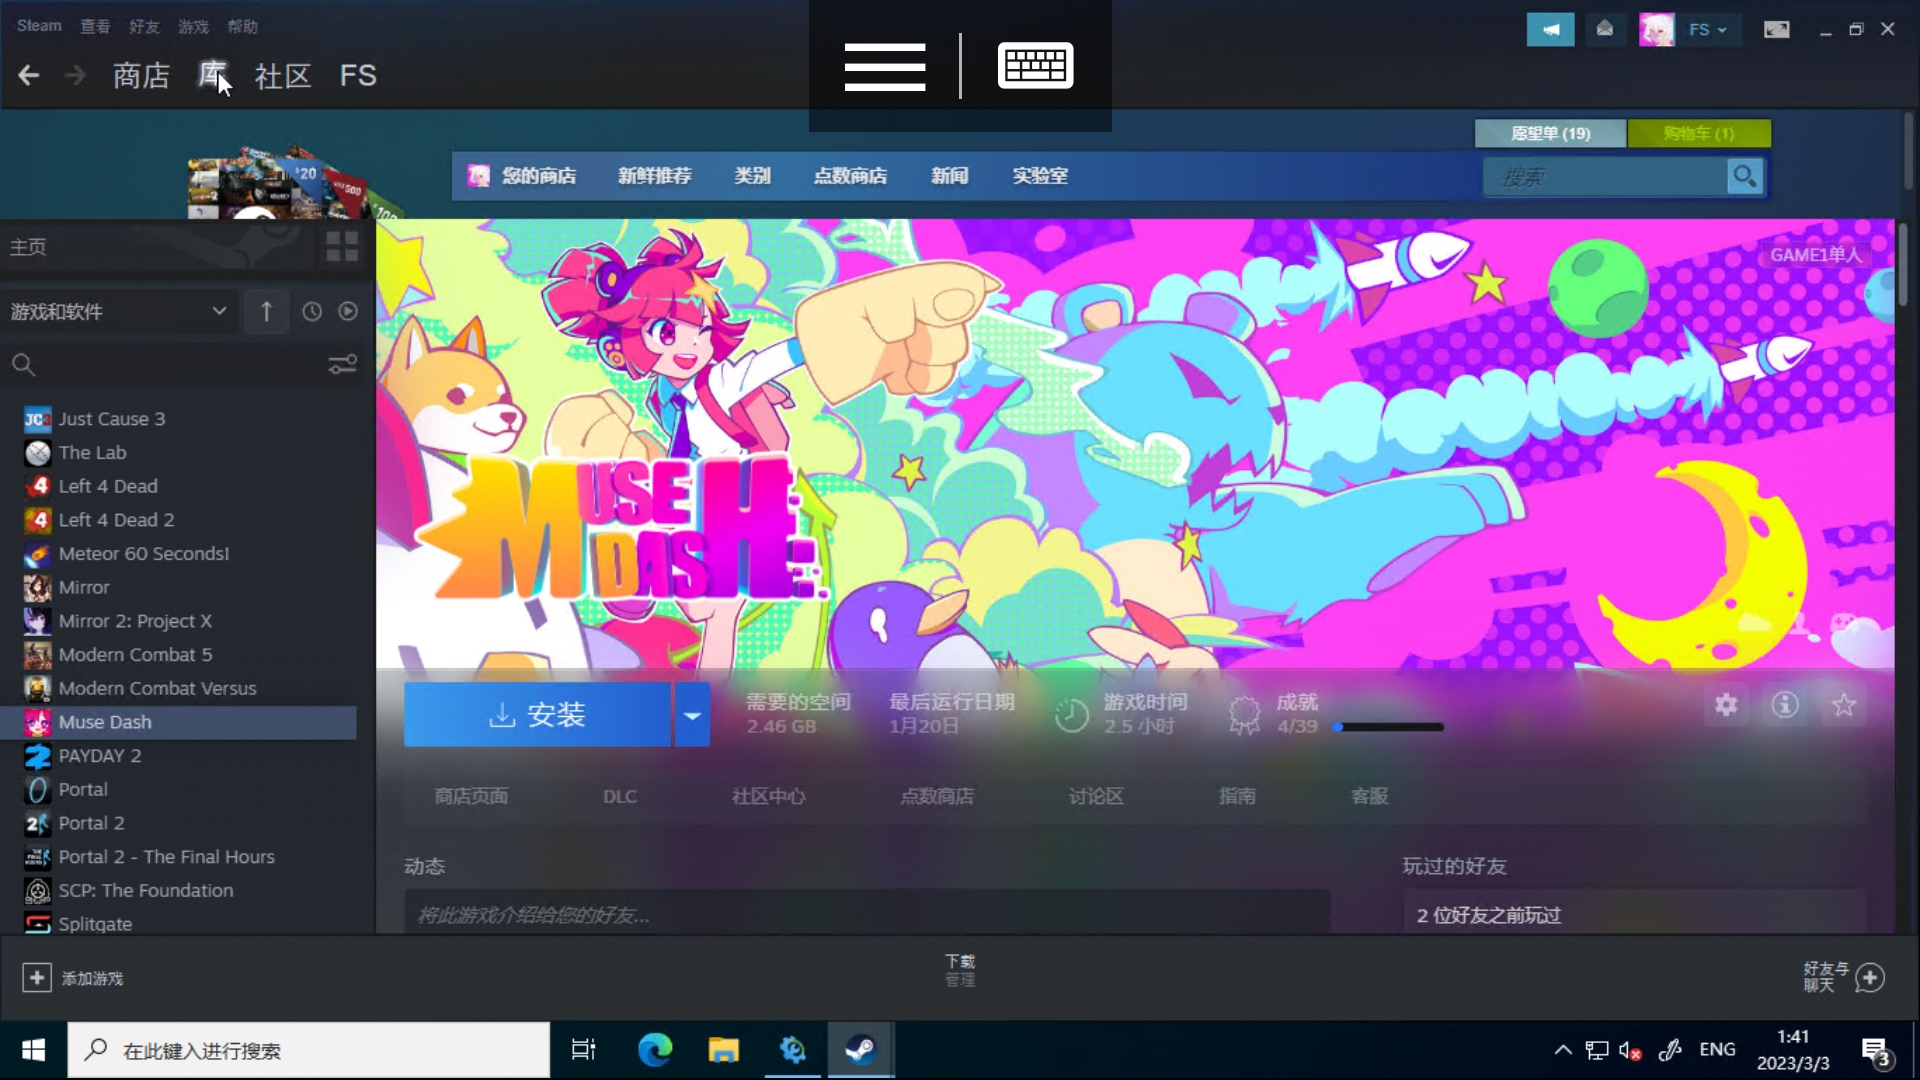 Steam 查看 好友 游戏 帮助
FS
商店 库 社区 FS
愿望单 (19) 购物车 (1)
您的商店 新鲜推荐 类别 点数商店 新闻 实验室 搜索
$20
主页
GAME1单人
游戏和软件
Just Cause 3
The Lab
Left 4 Dead
Left 4 Dead 2
Meteor 60 Seconds!
Mirror
Mirror 2: Project X
Modern Combat 5
Modern Combat Versus
Muse Dash
PAYDAY 2
Portal
Portal 2
Portal 2 - The Final Hours
SCP: The Foundation
Splitgate
MUSE DASH
安装
需要的空间 最后运行日期 游戏时间 成就
2.46 GB 1月20日 2.5 小时 4/39
商店页面 DLC 社区中心 点数商店 讨论区 指南 客服
动态 玩过的好友
将此游戏介绍给您的好友... 2 位好友之前玩过
添加游戏
下载
管理
好友与
聊天
在此键入进行搜索
ENG
1:41
2023/3/3
3